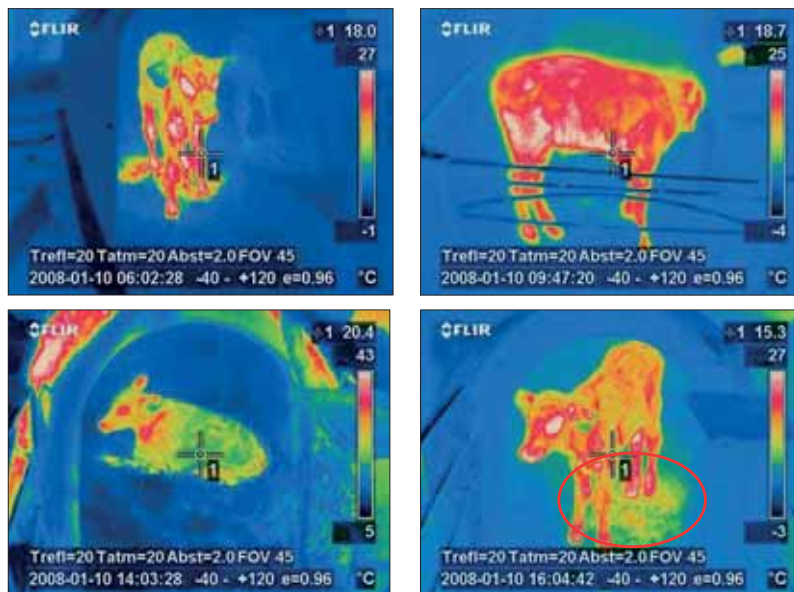 FLIR
1 18.0
27
1
-1
Trefl=20 Tatm=20 Abst=2.0 FOV 45
2008-01-10 06:02:28 -40 - +120 e=0.96 °C
FLIR
1 18.7
25
1
-4
Trefl=20 Tatm=20 Abst=2.0 FOV 45
2008-01-10 09:47:20 -40 - +120 e=0.96 °C
FLIR
1 20.4
43
1
5
Trefl=20 Tatm=20 Abst=2.0 FOV 45
2008-01-10 14:03:28 -40 - +120 e=0.96 °C
FLIR
1 15.3
27
1
-3
Trefl=20 Tatm=20 Abst=2.0 FOV 45
2008-01-10 16:04:42 -40 - +120 e=0.96 °C